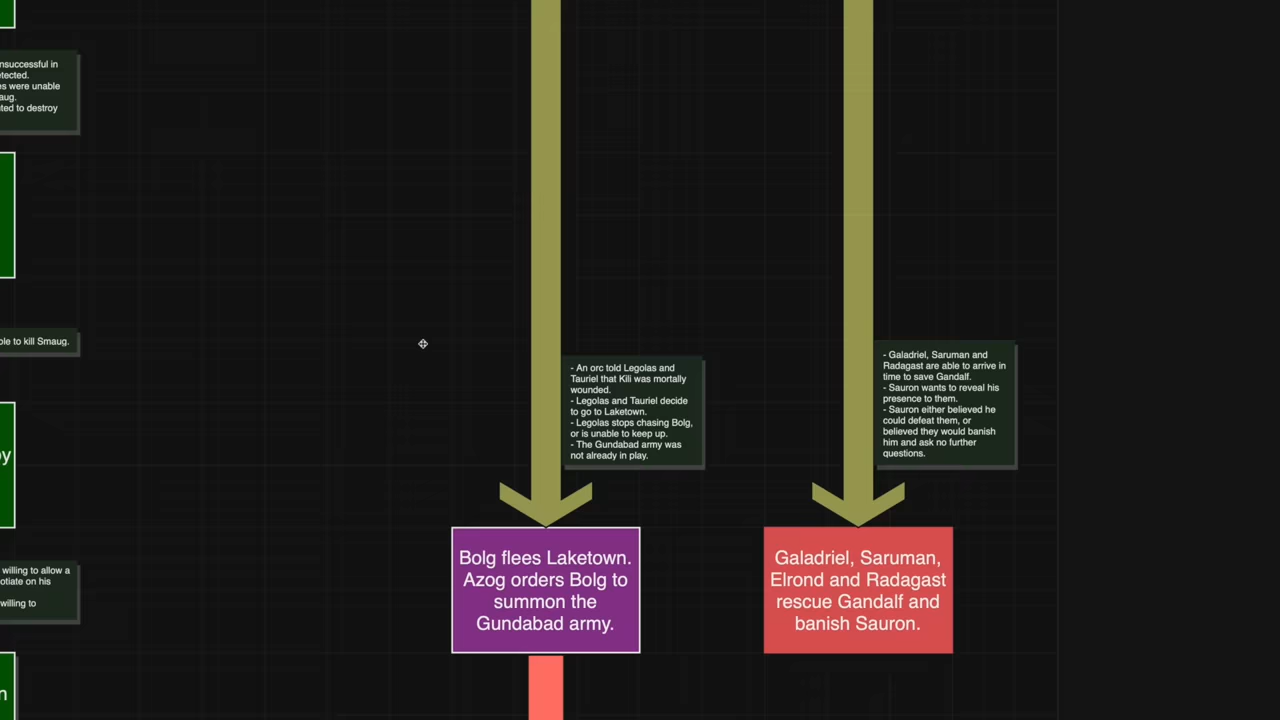 nsuccessful in
tected.
es were unable
aug.
ted to destroy
ble to kill Smaug.
by
willing to allow a
otiate on his
willing to
n
- An orc told Legolas and
Tauriel that Kili was mortally
wounded.
- Legolas and Tauriel decide
to go to Laketown.
- Legolas stops chasing Bolg,
or is unable to keep up.
- The Gundabad army was
not already in play.
Bolg flees Laketown.
Azog orders Bolg to
summon the
Gundabad army.
- Galadriel, Saruman and
Radagast are able to arrive in
time to save Gandalf.
- Sauron wants to reveal his
presence to them.
- Sauron either believed he
could defeat them, or
believed they would banish
him and ask no further
questions.
Galadriel, Saruman,
Elrond and Radagast
rescue Gandalf and
banish Sauron.